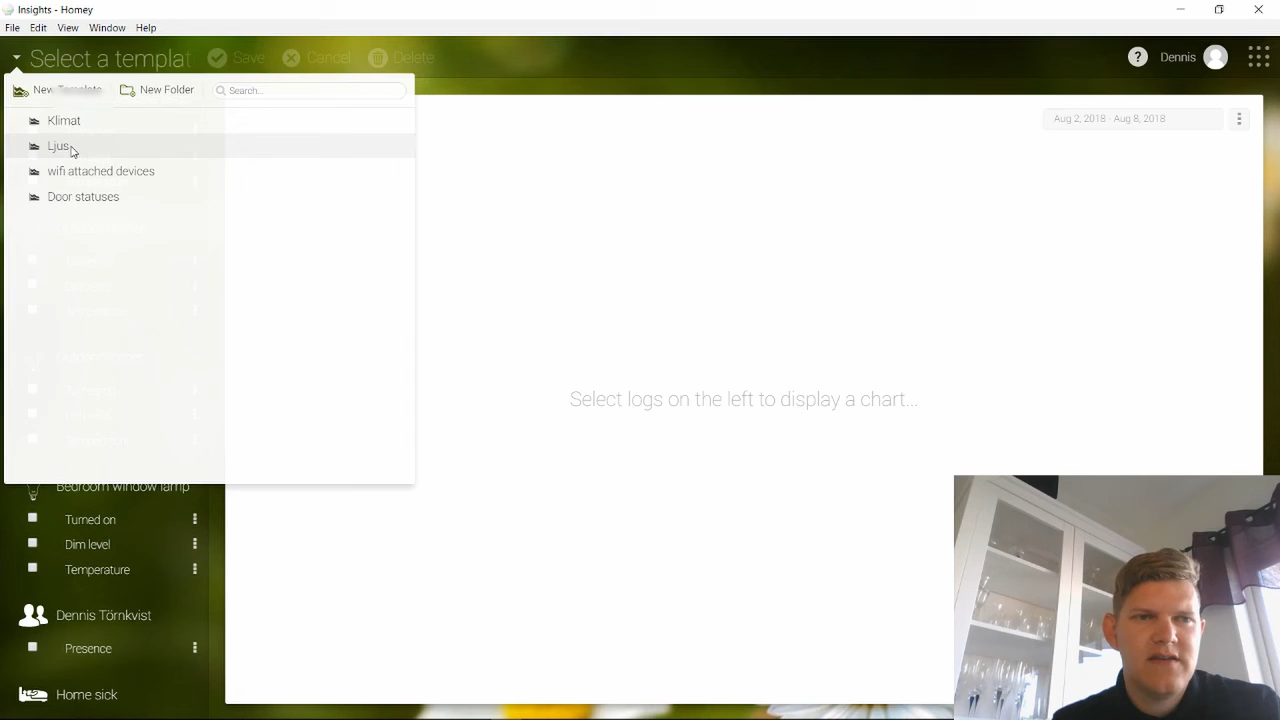 Insights - Homey
File Edit View Window Help
Select a templat Save Cancel Delete Dennis
New Template New Folder Search...
Klimat
Aug 2, 2018 - Aug 8, 2018
Ljus
wifi attached devices
Door statuses
Select logs on the left to display a chart...
Bedroom window lamp
Turned on
Dim level
Temperature
Dennis Törnkvist
Presence
Home sick